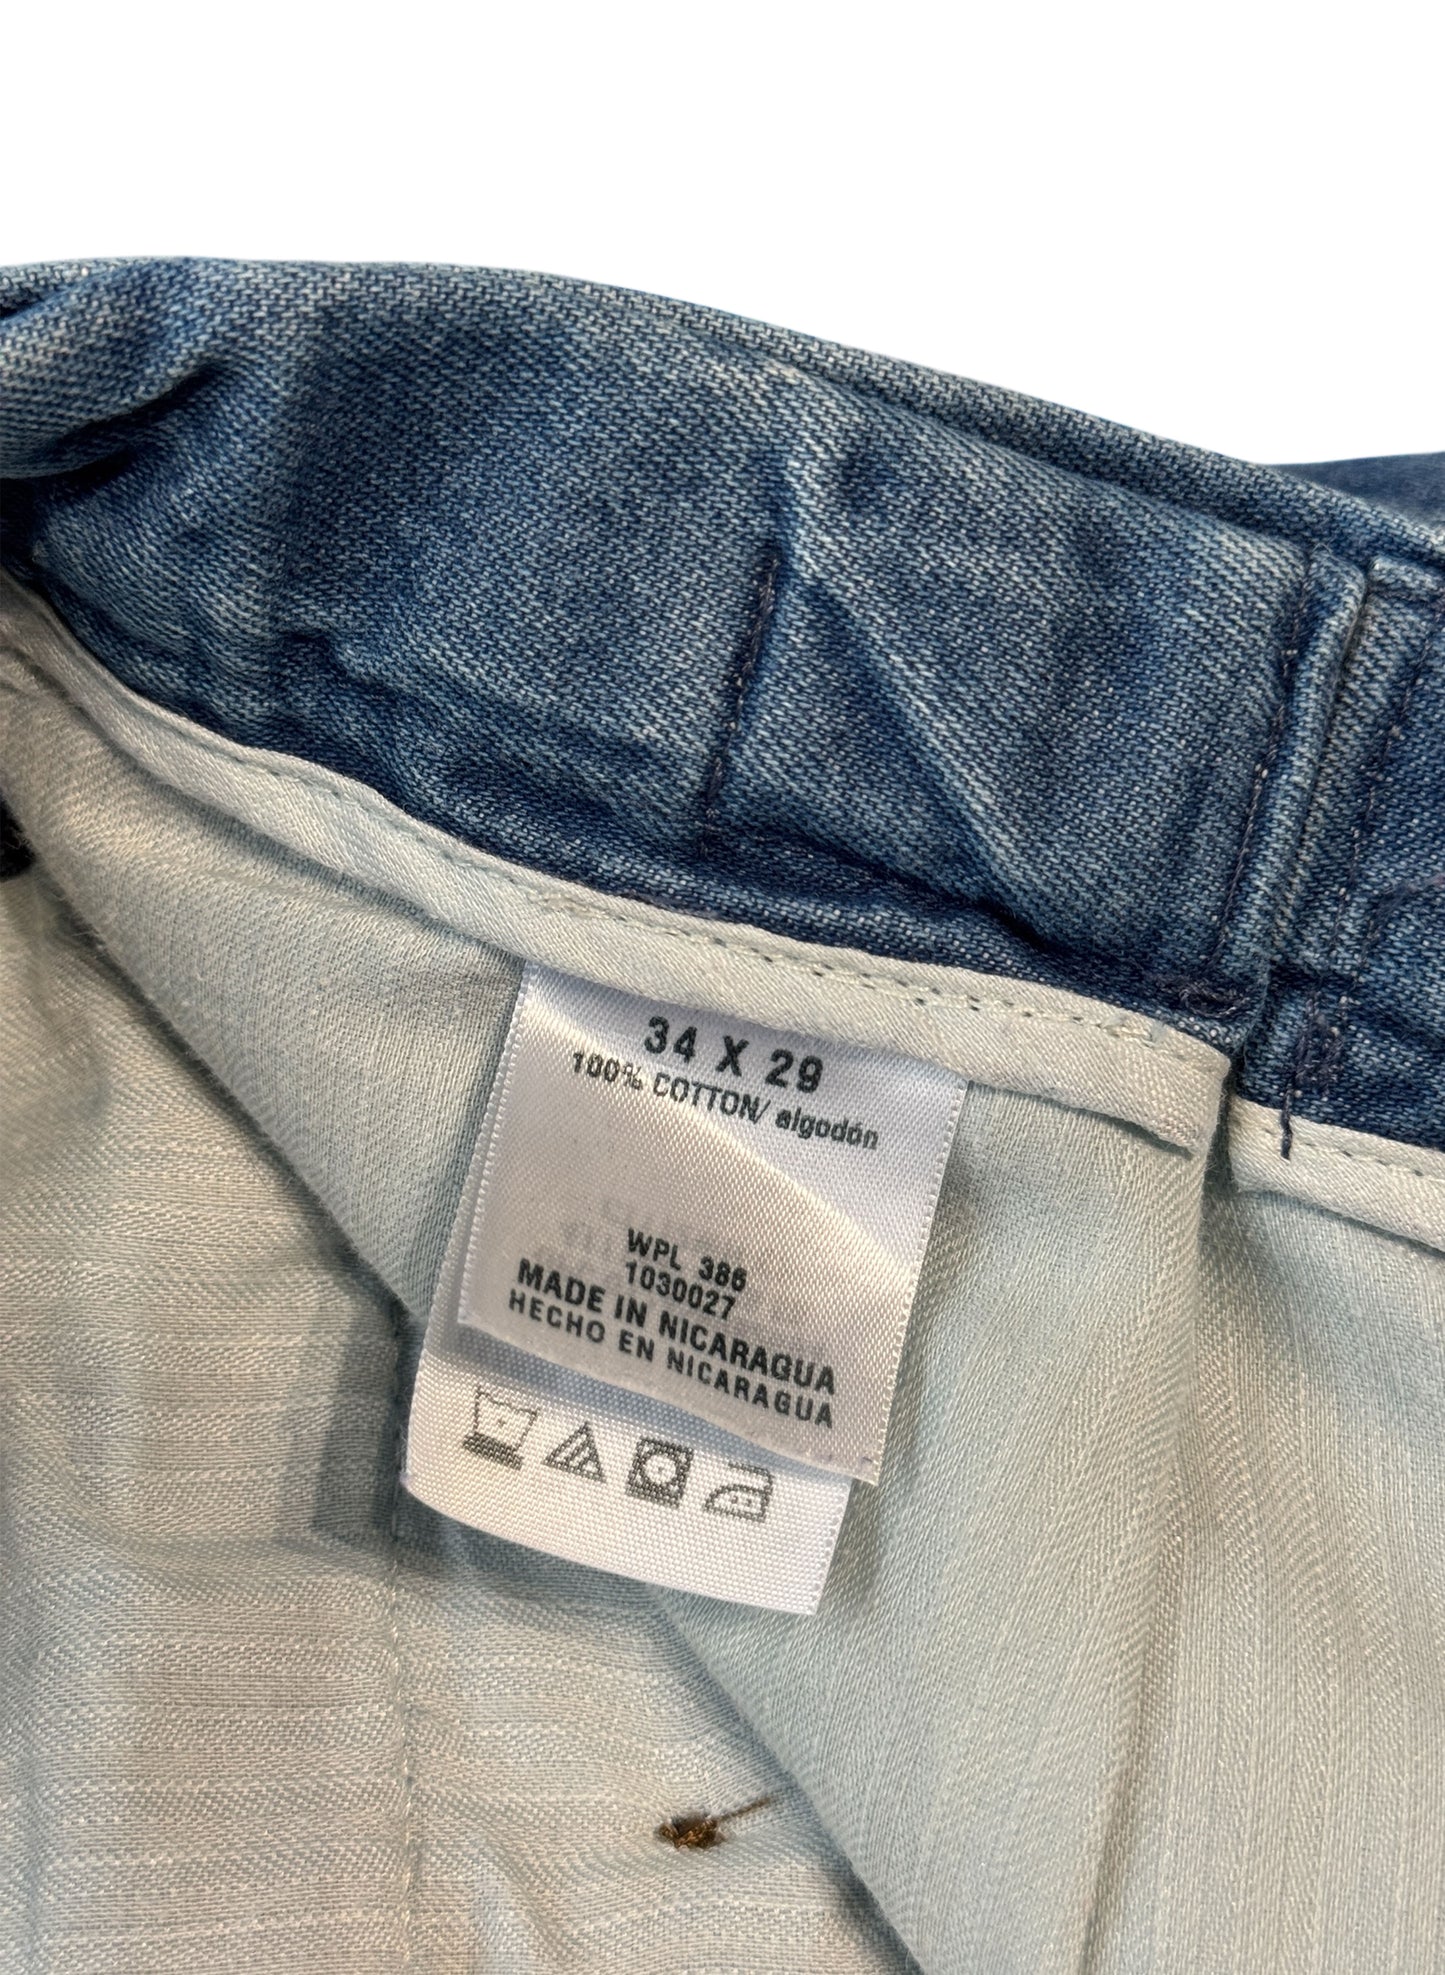 34 X 29
100% COTTON/ algodón
WPL 386
1030027
MADE IN NICARAGUA
HECHO EN NICARAGUA